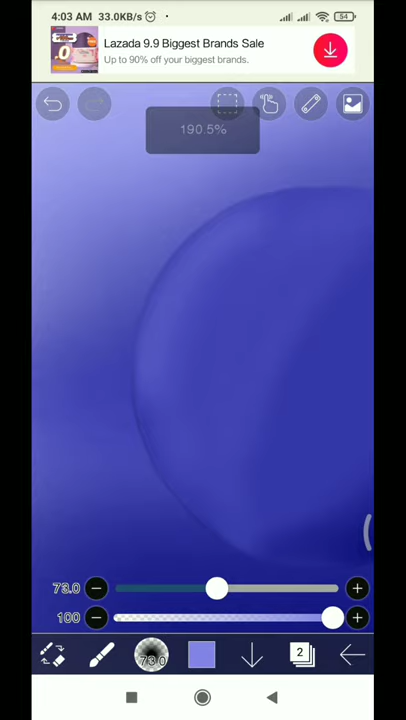 4:03 AM 33.0KB/s
54
Lazada 9.9 Biggest Brands Sale
Up to 90% off your biggest brands.
190.5%
73.0
100
73.0
2